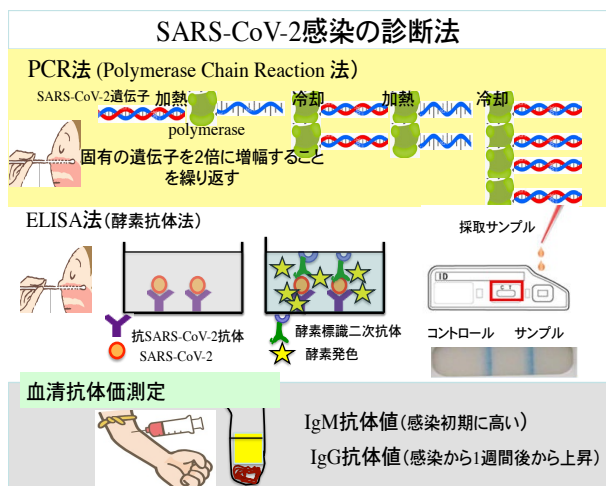 SARS-CoV-2感染の診断法
PCR法 (Polymerase Chain Reaction 法)
SARS-CoV-2遺伝子 加熱 冷却 加熱 冷却
polymerase
固有の遺伝子を2倍に増幅すること
を繰り返す
ELISA法(酵素抗体法)
採取サンプル
ID
C T
抗SARS-CoV-2抗体
SARS-CoV-2
酵素標識二次抗体
酵素発色
コントロール サンプル
血清抗体価測定
IgM抗体値(感染初期に高い)
IgG抗体値(感染から1週間後から上昇)